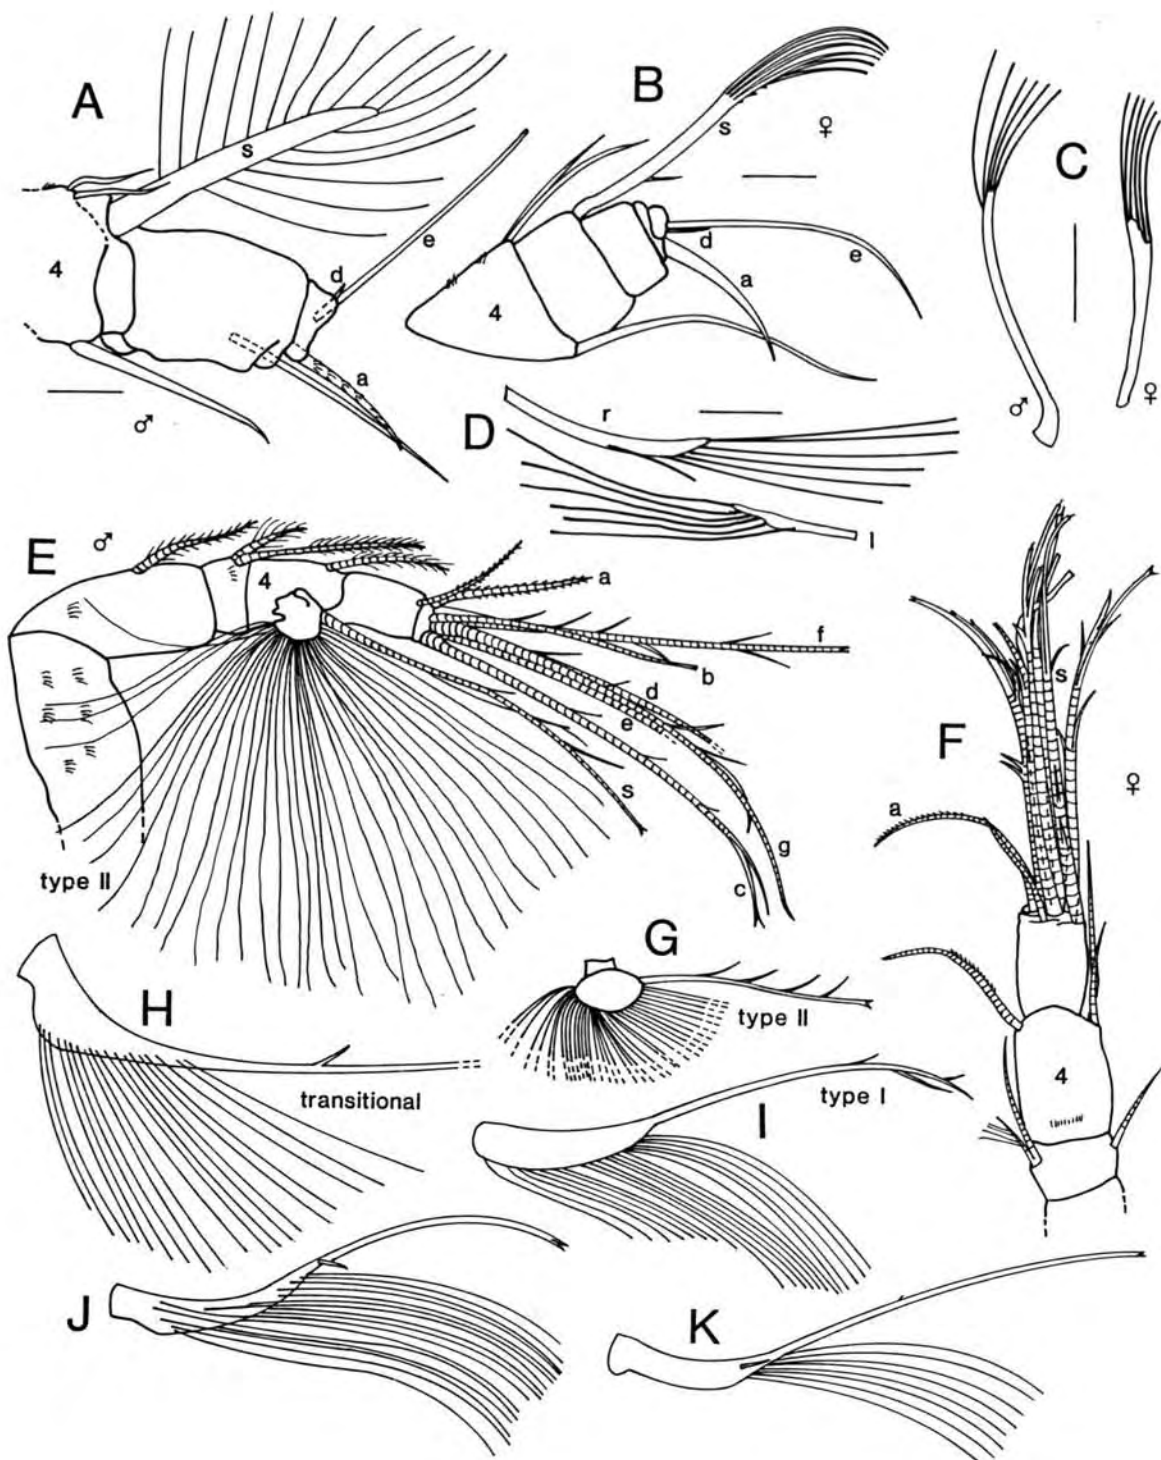 A
s
e
4
d
a
♂
B
s
♀
d
e
a
4
C
♂
♀
D
r
l
E
♂
4
a
f
b
d
e
s
g
c
type II
F
s
♀
a
4
G
type II
H
transitional
I
type I
J
K